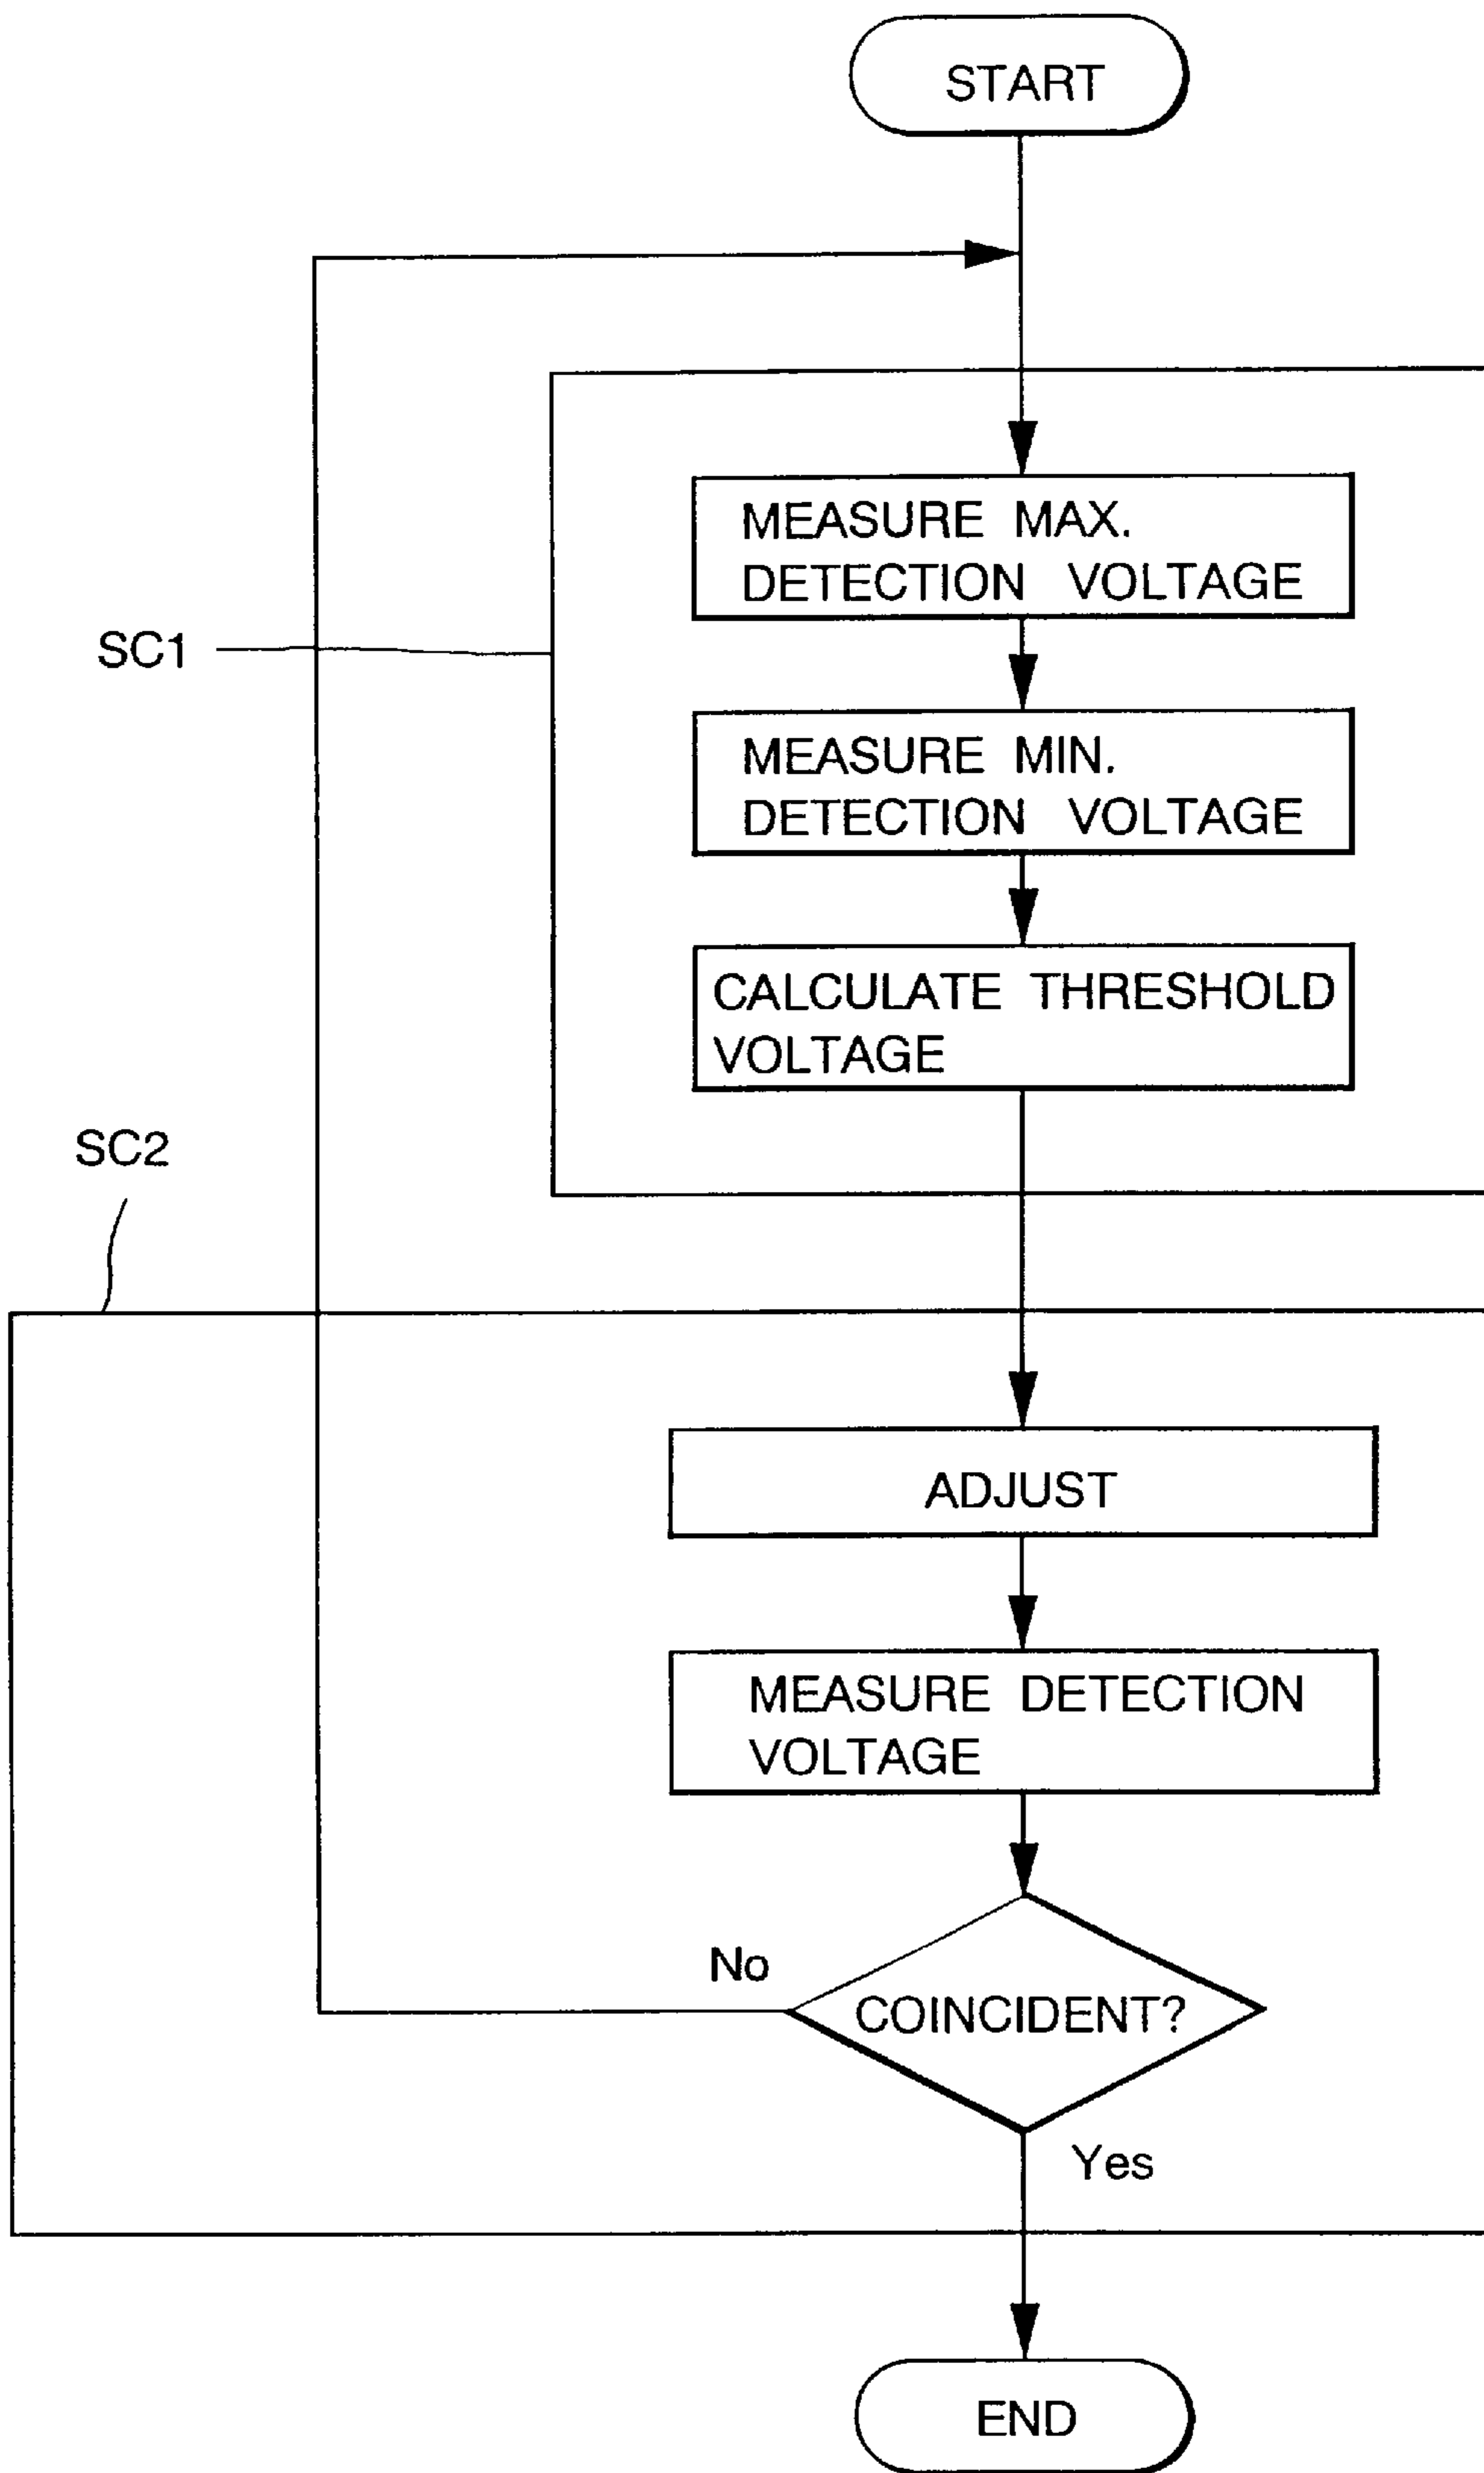 START
MEASURE MAX.
DETECTION VOLTAGE
SC1
MEASURE MIN.
DETECTION VOLTAGE
CALCULATE THRESHOLD
VOLTAGE
SC2
ADJUST
MEASURE DETECTION
VOLTAGE
No
COINCIDENT?
Yes
END